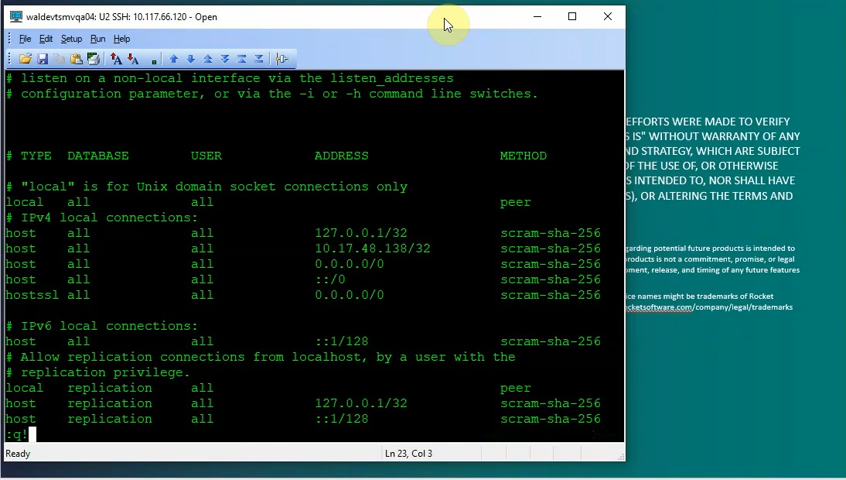 waldevtsmvqa04: U2 SSH: 10.117.66.120 - Open
File Edit Setup Run Help
# listen on a non-local interface via the listen_addresses
# configuration parameter, or via the -i or -h command line switches.
# TYPE DATABASE USER ADDRESS METHOD
# "local" is for Unix domain socket connections only
local all all peer
# IPv4 local connections:
host all all 127.0.0.1/32 scram-sha-256
host all all 10.17.48.138/32 scram-sha-256
host all all 0.0.0.0/0 scram-sha-256
host all all ::/0 scram-sha-256
hostssl all all 0.0.0.0/0 scram-sha-256
# IPv6 local connections:
host all all ::1/128 scram-sha-256
# Allow replication connections from localhost, by a user with the
# replication privilege.
local replication all peer
host replication all 127.0.0.1/32 scram-sha-256
host replication all ::1/128 scram-sha-256
:q!
Ready Ln 23, Col 3
EFFORTS WERE MADE TO VERIFY
S IS" WITHOUT WARRANTY OF ANY
ND STRATEGY, WHICH ARE SUBJECT
OF THE USE OF, OR OTHERWISE
S INTENDED TO, NOR SHALL HAVE
S), OR ALTERING THE TERMS AND
garding potential future products is intended to
products is not a commitment, promise, or legal
pment, release, and timing of any future features
ice names might be trademarks of Rocket
cketsoftware.com/company/legal/trademarks